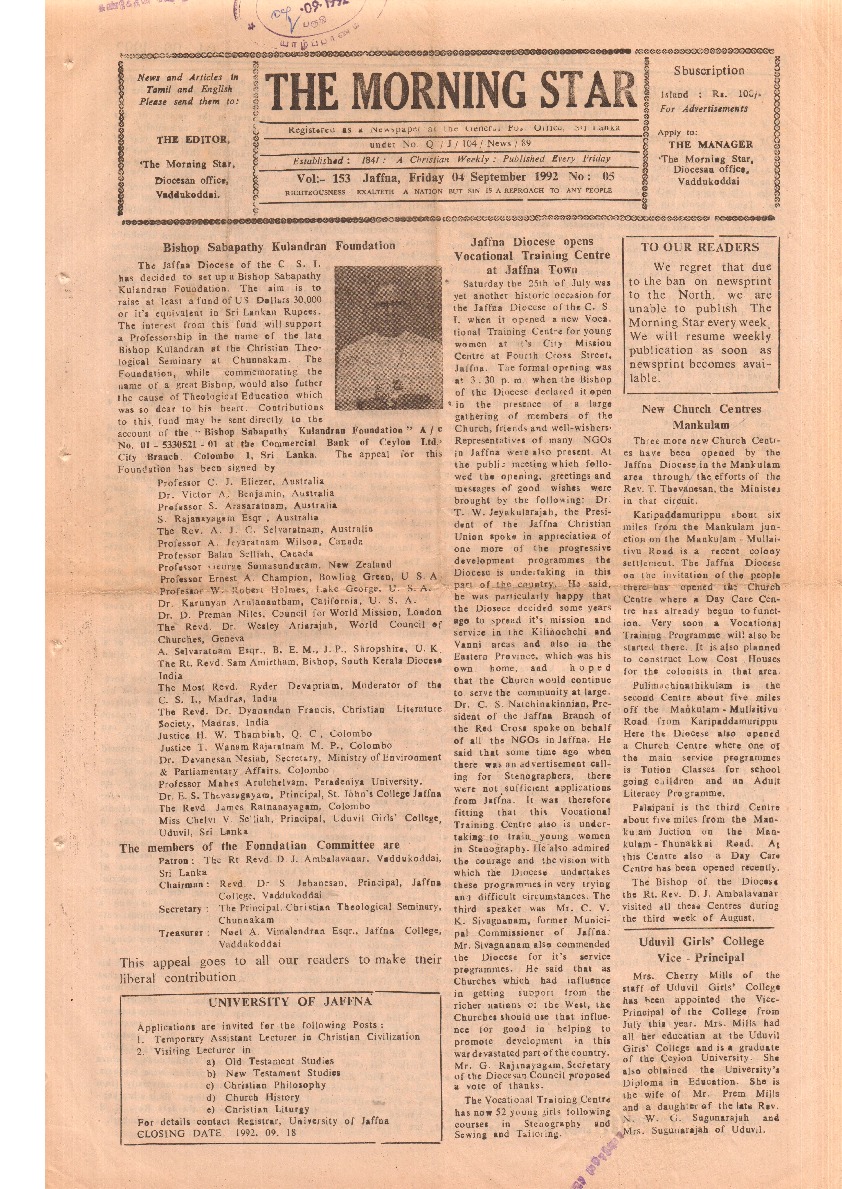 News and Articles in
Tamil and English
Please send them to:
THE EDITOR,
'The Morning Star,
Diocesan office,
Vaddukoddai.
THE MORNING STAR
Registered as a Newspaper at the General Pos. Office, Sri Lanka
under No. Q / J / 104 / News / 89
Established : 1841 : A Christian Weekly : Published Every Friday
Vol:- 153 Jaffna, Friday 04 September 1992 No : 05
RIGHTEOUSNESS EXALTETH A NATION BUT SIN IS A REPROACH TO ANY PEOPLE
Sbuscription
Island : Rs. 100/-
For Advertisements
Apply to:
THE MANAGER
'The Morning Star,
Diocesan office,
Vaddukoddai
Bishop Sabapathy Kulandran Foundation
The Jaffna Diocese of the C. S. I.
has decided to set up a Bishop Sabapathy
Kulandran Foundation. The aim is to
raise at least a fund of US Dollars 30,000
or it's equivalent in Sri Lankan Rupees.
The interest from this fund will support
a Professorship in the name of the late
Bishop Kulandran at the Christian Theo-
logical Seminary at Chunnakam. The
Foundation, while commemorating the
name of a great Bishop, would also futher
the cause of Theological Education which
was so dear to his heart. Contributions
to this fund may be sent directly to the
account of the "Bishop Sabapathy Kulandran Foundation" A / c
No. 01 - 5330521 - 01 at the Commercial Bank of Ceylon Ltd.
City Branch. Colombo 1, Sri Lanka. The appeal for this
Foundation has been signed by
Professor C. J. Eliezer, Australia
Dr. Victor A. Benjamin, Australia
Professor S. Arasaratnam, Australia
S. Rajanayagam Esqr , Australia
The Rev. A. J. C. Selvaratnam, Australia
Professor A. Jeyaratnam Wilson, Canada
Professor Balan Selliah, Canada
Professor George Somasundaram, New Zealand
Professor Ernest A. Champion, Bowling Green, U S A
Professor W. Robert Holmes, Lake George, U. S. A.
Dr. Karunyan Arulanantham, California, U. S. A.
Dr. D. Preman Niles, Council for World Mission, London
The Revd. Dr. Wesley Ariarajah, World Council of
Churches, Geneva
A. Selvaratnam Esqr., B. E. M., J. P., Shropshire, U. K.
The Rt, Revd. Sam Amirtham, Bishop, South Kerala Diocese
India
The Most Revd. Ryder Devapriam, Moderator of the
C. S. I., Madras, India
The Revd. Dr. Dyanandan Francis, Christian Literature
Society, Madras, India
Justice H. W. Thambiah, Q. C , Colombo
Justice T. Wanam Rajaratnam M. P., Colombo
Dr. Devanesan Nesiah, Secretary, Ministry of Environment
& Parliamentary Affairs, Colombo
Professor Mahes Arulchelvam, Peradeniya University.
Dr. E. S. Thevasagayam, Principal, St. John's College Jaffna
The Revd. James Ratnanayagam, Colombo
Miss Chelvi V. Selliah, Principal, Uduvil Girls' College,
Uduvil, Sri Lanka
The members of the Fonndation Committee are
Patron : The Rt Revd. D. J. Ambalavanar, Vaddukoddai,
Sri Lanka
Chairman : Revd. Dr. S. Jebanesan, Principal, Jaffna
College, Vaddukoddai
Secretary : The Principal, Christian Theological Seminary,
Chunnakam
Treasurer : Noel A. Vimalendran Esqr., Jaffna College,
Vaddukoddai
This appeal goes to all our readers to make their
liberal contribution
UNIVERSITY OF JAFFNA
Applications are invited for the following Posts :
1. Temporary Assistant Lecturer in Christian Civilization
2. Visiting Lecturer in
a) Old Testament Studies
b) New Testament Studies
c) Christian Philosophy
d) Church History
e) Christian Liturgy
For details contact Registrar, University of Jaffna
CLOSING DATE. 1992. 09. 18
Jaffna Diocese opens
Vocational Training Centre
at Jaffna Town
Saturday the 25th of July was
yet another historic occasion for
the Jaffna Diocese of the C. S
I. when it opened a new Voca.
tional Training Centre for young
women at it's City Mission
Centre at Fourth Cross Street,
Jaffna. The formal opening was
at 3.30 p. m. when the Bishop
of the Diocese declared it open
in the presence of a large
gathering of members of the
Church, friends and well-wishers.
Representatives of many NGOs
in Jaffna were also present. At
the public meeting which follo-
wed the opening, greetings and
messages of good wishes were
brought by the following: Dr.
T. W. Jeyakularajah, the Presi-
dent of the Jaffna Christian
Union spoke in appreciation of
one more of the progressive
development programmes the
Diocese is undertaking in this
part of the country. He said,
he was particularly happy that
the Diosece decided some years
ago to spread it's mission and
service in the Kilinochchi and
Vanni areas and also in the
Eastern Province, which was his
own home, and hoped
that the Church would continue
to serve the community at large.
Dr. C. S. Natchinakinnian, Pre-
sident of the Jaffna Branch of
the Red Cross spoke on behalf
of all the NGOs in Jaffna. He
said that some time ago when
there was an advertisement call-
ing for Stenographers, there
were not sufficient applications
from Jaffna. It was therefore
fitting that this Vocational
Training Centre also is under-
taking to train young women
in Stenography. He also admired
the courage and the vision with
which the Diocese undertakes
these programmes in very trying
and difficult circumstances. The
third speaker was Mr. C. V.
K. Sivagnanam, former Munici-
pal Commissioner of Jaffna.
Mr. Sivagnanam also commended
the Diocese for it's service
programmes. He said that as
Churches which had influence
in getting support from the
richer nations of the West, the
Churches should use that influe-
nce for good in helping to
promote development in this
war devastated part of the country.
Mr. G. Rajanayagam, Secretary
of the Diocesan Council proposed
a vote of thanks.
The Vocational Training Centre
has now 52 young girls following
courses in Stenography and
Sewing and Tailoring.
TO OUR READERS
We regret that due
to the ban on newsprint
to the North, we are
unable to publish The
Morning Star every week.
We will resume weekly
publication as soon as
newsprint becomes avai-
lable.
New Church Centres
Mankulam
Three more new Church Centr-
es have been opened by the
Jaffna Diocese in the Mankulam
area through the efforts of the
Rev. T. Thevanesan, the Ministes
in that circuit.
Karipaddamurippu about six
miles from the Mankulam jun-
ction on the Mankulam - Mullai-
tivu Road is a recent colony
settlement. The Jaffna Diocese
on the invitation of the people
there has opened the Church
Centre where a Day Care Cen-
tre has already begun to funct-
ion. Very soon a Vocational
Training Programme will also be
started there. It is also planned
to construct Low Cost Houses
for the colonists in that area.
Pulimachinathikulam is the
second Centre about five miles
off the Mankulam - Mullaitivu
Road from Karipaddamurippu
Here the Diocese also opened
a Church Centre where one of
the main service programmes
is Tution Classes for school
going children and an Adult
Literacy Programme.
Palaipani is the third Centre
about five miles from the Man-
kulam Juction on the Man-
kulam - Thunakkai Road. At
this Centre also a Day Care
Centre has been opened recently.
The Bishop of the Diocese
the Rt. Rev. D. J. Ambalavanar
visited all these Centres during
the third week of August.
Uduvil Girls' College
Vice - Principal
Mrs. Cherry Mills of the
staff of Uduvil Girls' College
has been appointed the Vice-
Principal of the College from
July this year. Mrs. Mills had
all her education at the Uduvil
Girls' College and is a graduate
of the Ceylon University. She
also obtained the University's
Diploma in Education. She is
the wife of Mr. Prem Mills
and a daughter of the late Rev.
N. W. G. Sugunarajah and
Mrs. Sugunarajah of Uduvil.